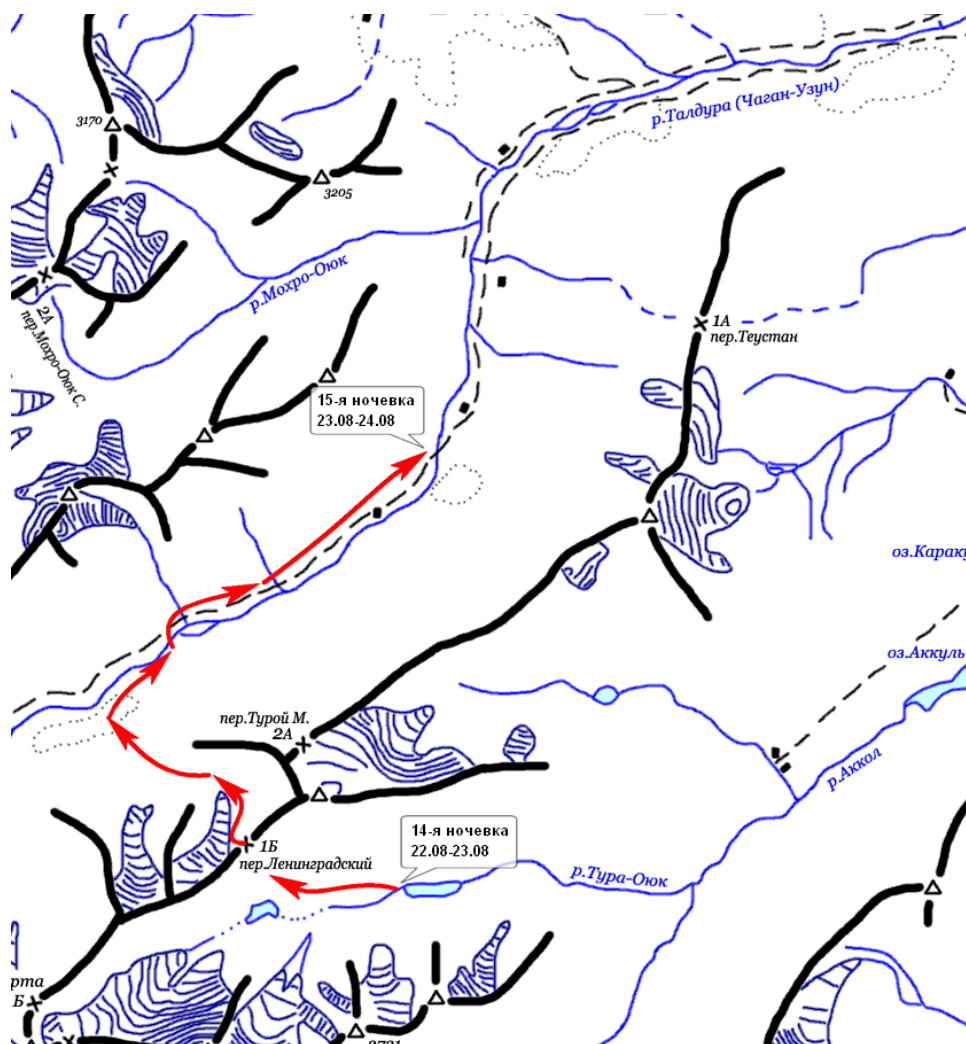 р.Талдура (Чаган-Узун)
3170
3205
р.Мохро-Оюк
2А
пер.Мохро-Оюк С.
1А
пер.Теустан
15-я ночевка
23.08-24.08
оз.Караку
оз.Аккуль
пер.Турой М.
2А
р.Аккол
14-я ночевка
22.08-23.08
1Б
пер.Ленинградский
р.Тура-Оюк
рта
Б